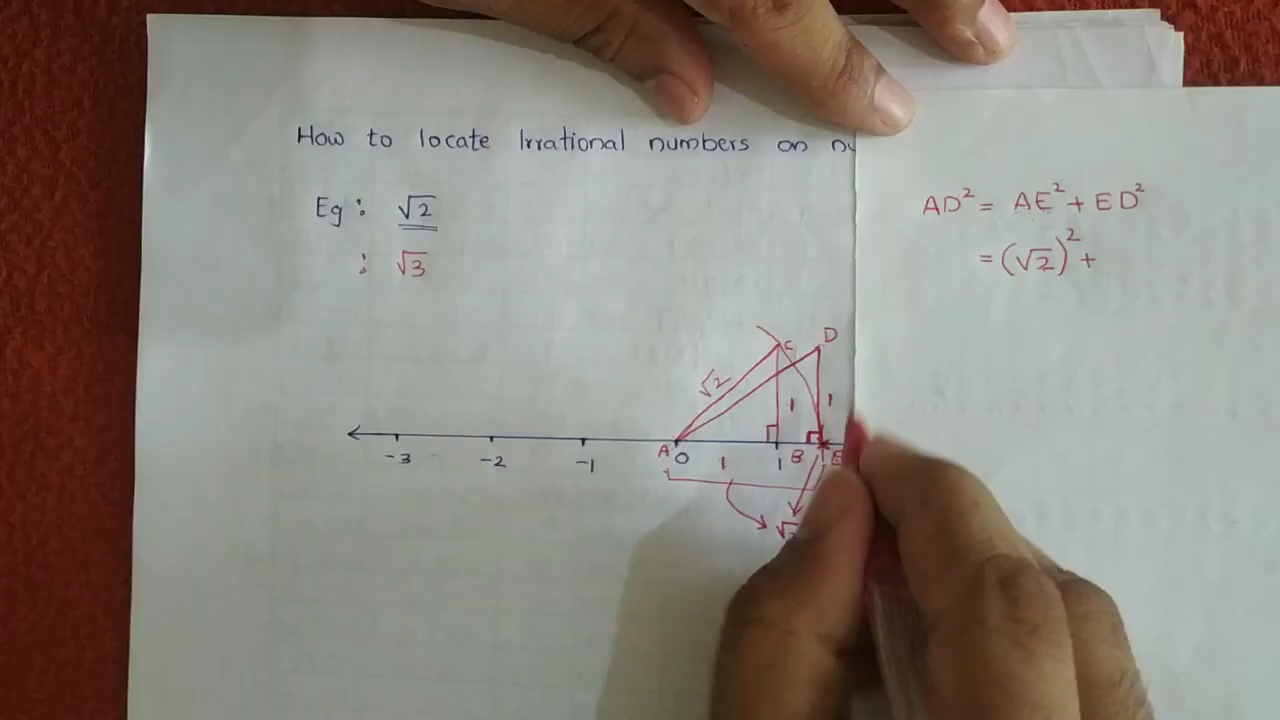 How to locate Irrational numbers on
Eg : √2
: √3
AD² = AE² + ED²
= (√2)² +
C D
√2 1 1
-3 -2 -1 A 0 1 1 B E